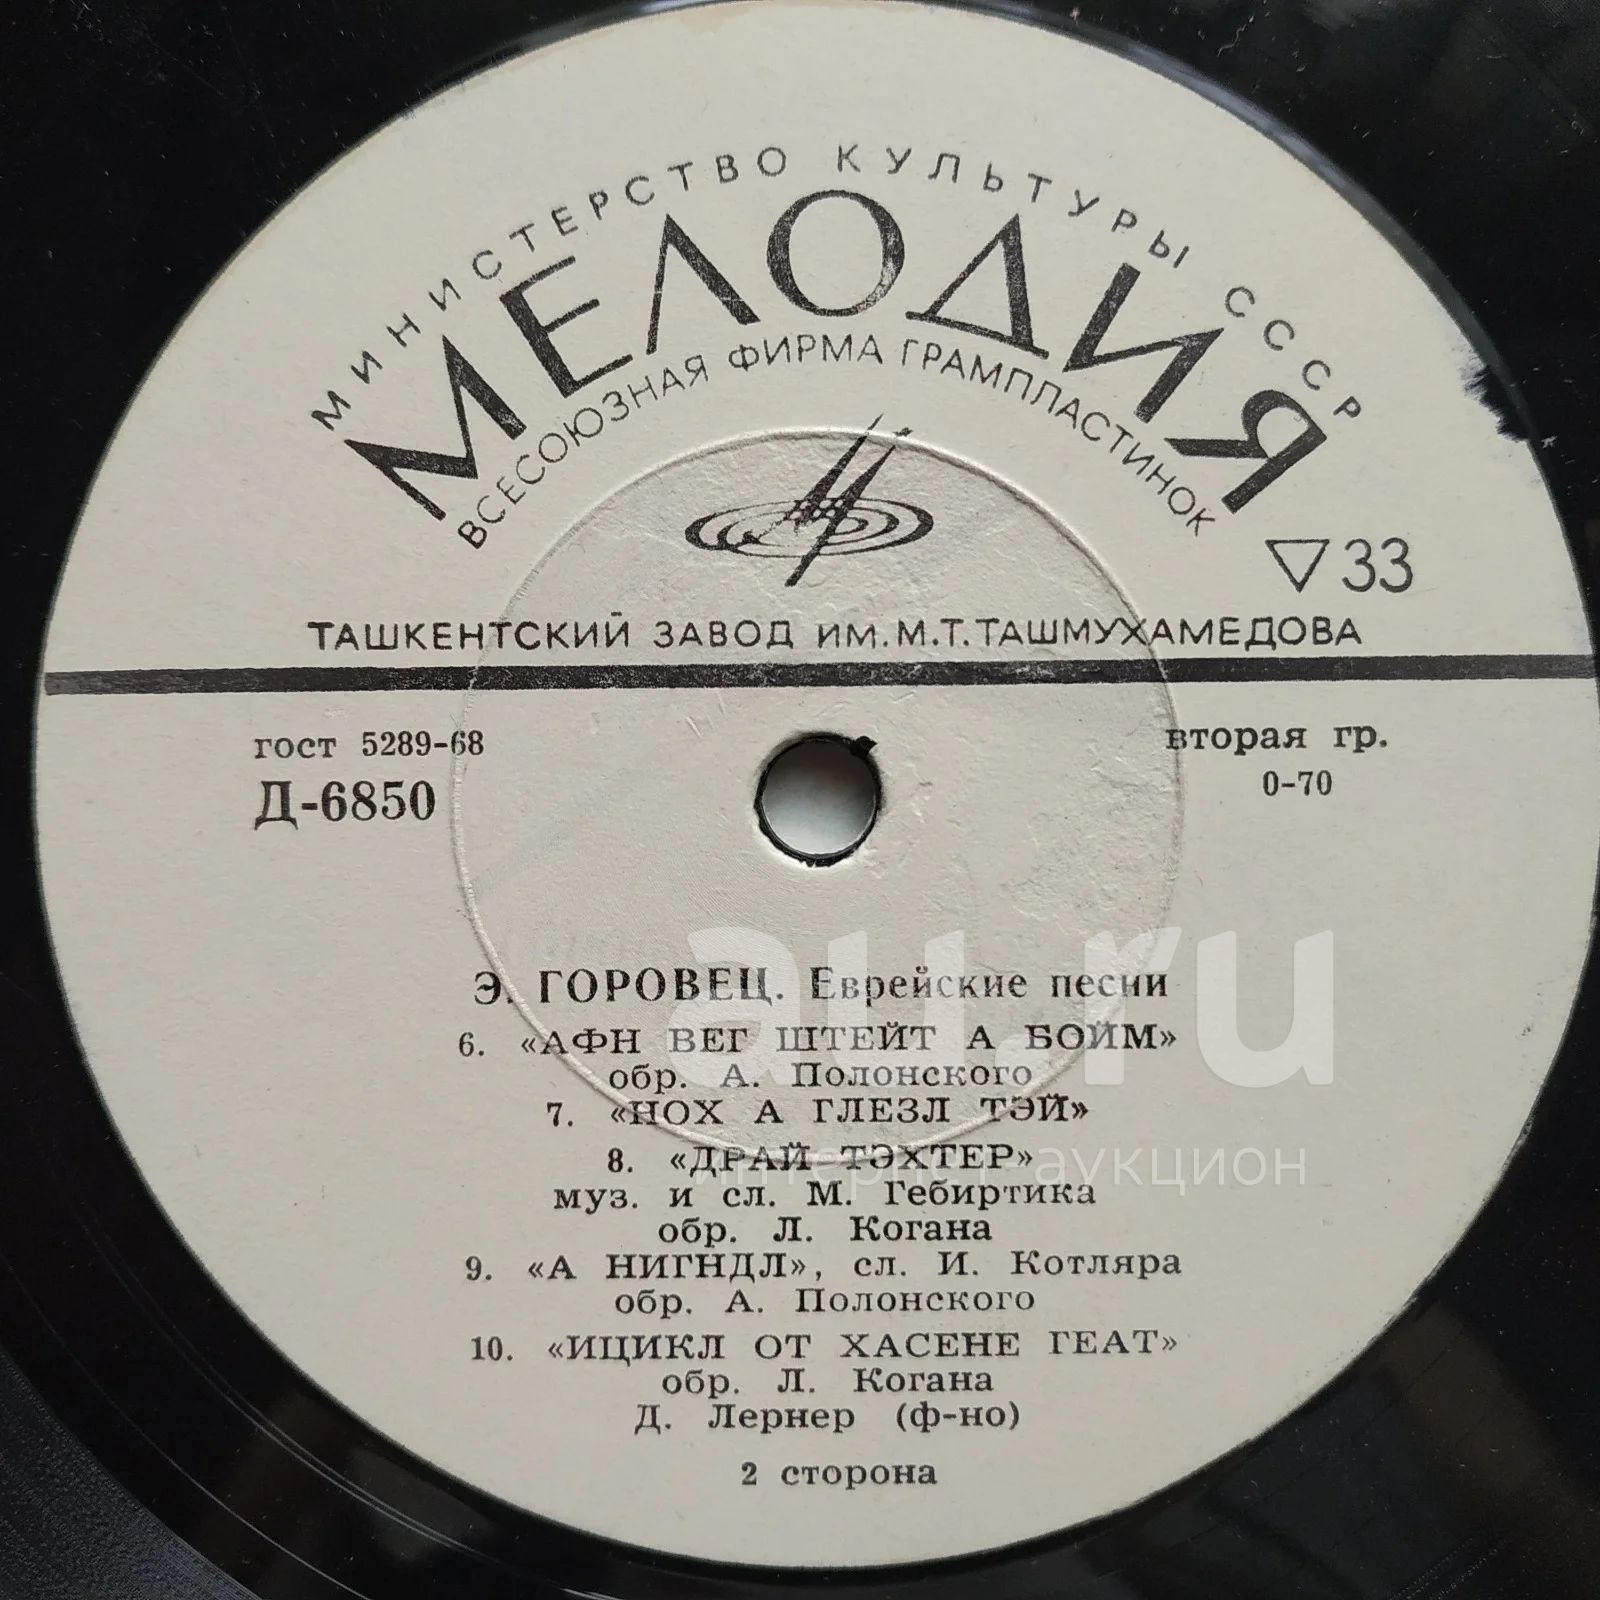 МИНИСТЕРСТВО КУЛЬТУРЫ СССР
МЕЛОДИЯ
ВСЕСОЮЗНАЯ ФИРМА ГРАМПЛАСТИНОК
▽33
ТАШКЕНТСКИЙ ЗАВОД ИМ. М.Т. ТАШМУХАМЕДОВА
гост 5289-68
вторая гр.
Д-6850
0-70
Э. ГОРОВЕЦ. Еврейские песни
6. «АФН ВЕГ ШТЕЙТ А БОЙМ»
обр. А. Полонского
7. «НОХ А ГЛЕЗЛ ТЭЙ»
8. «ДРАЙ ТЭХТЕР»
муз. и сл. М. Гебиртика
обр. Л. Когана
9. «А НИГНДЛ», сл. И. Котляра
обр. А. Полонского
10. «ИЦИКЛ ОТ ХАСЕНЕ ГЕАТ»
обр. Л. Когана
Д. Лернер (ф-но)
2 сторона
au.ru
интернет аукцион